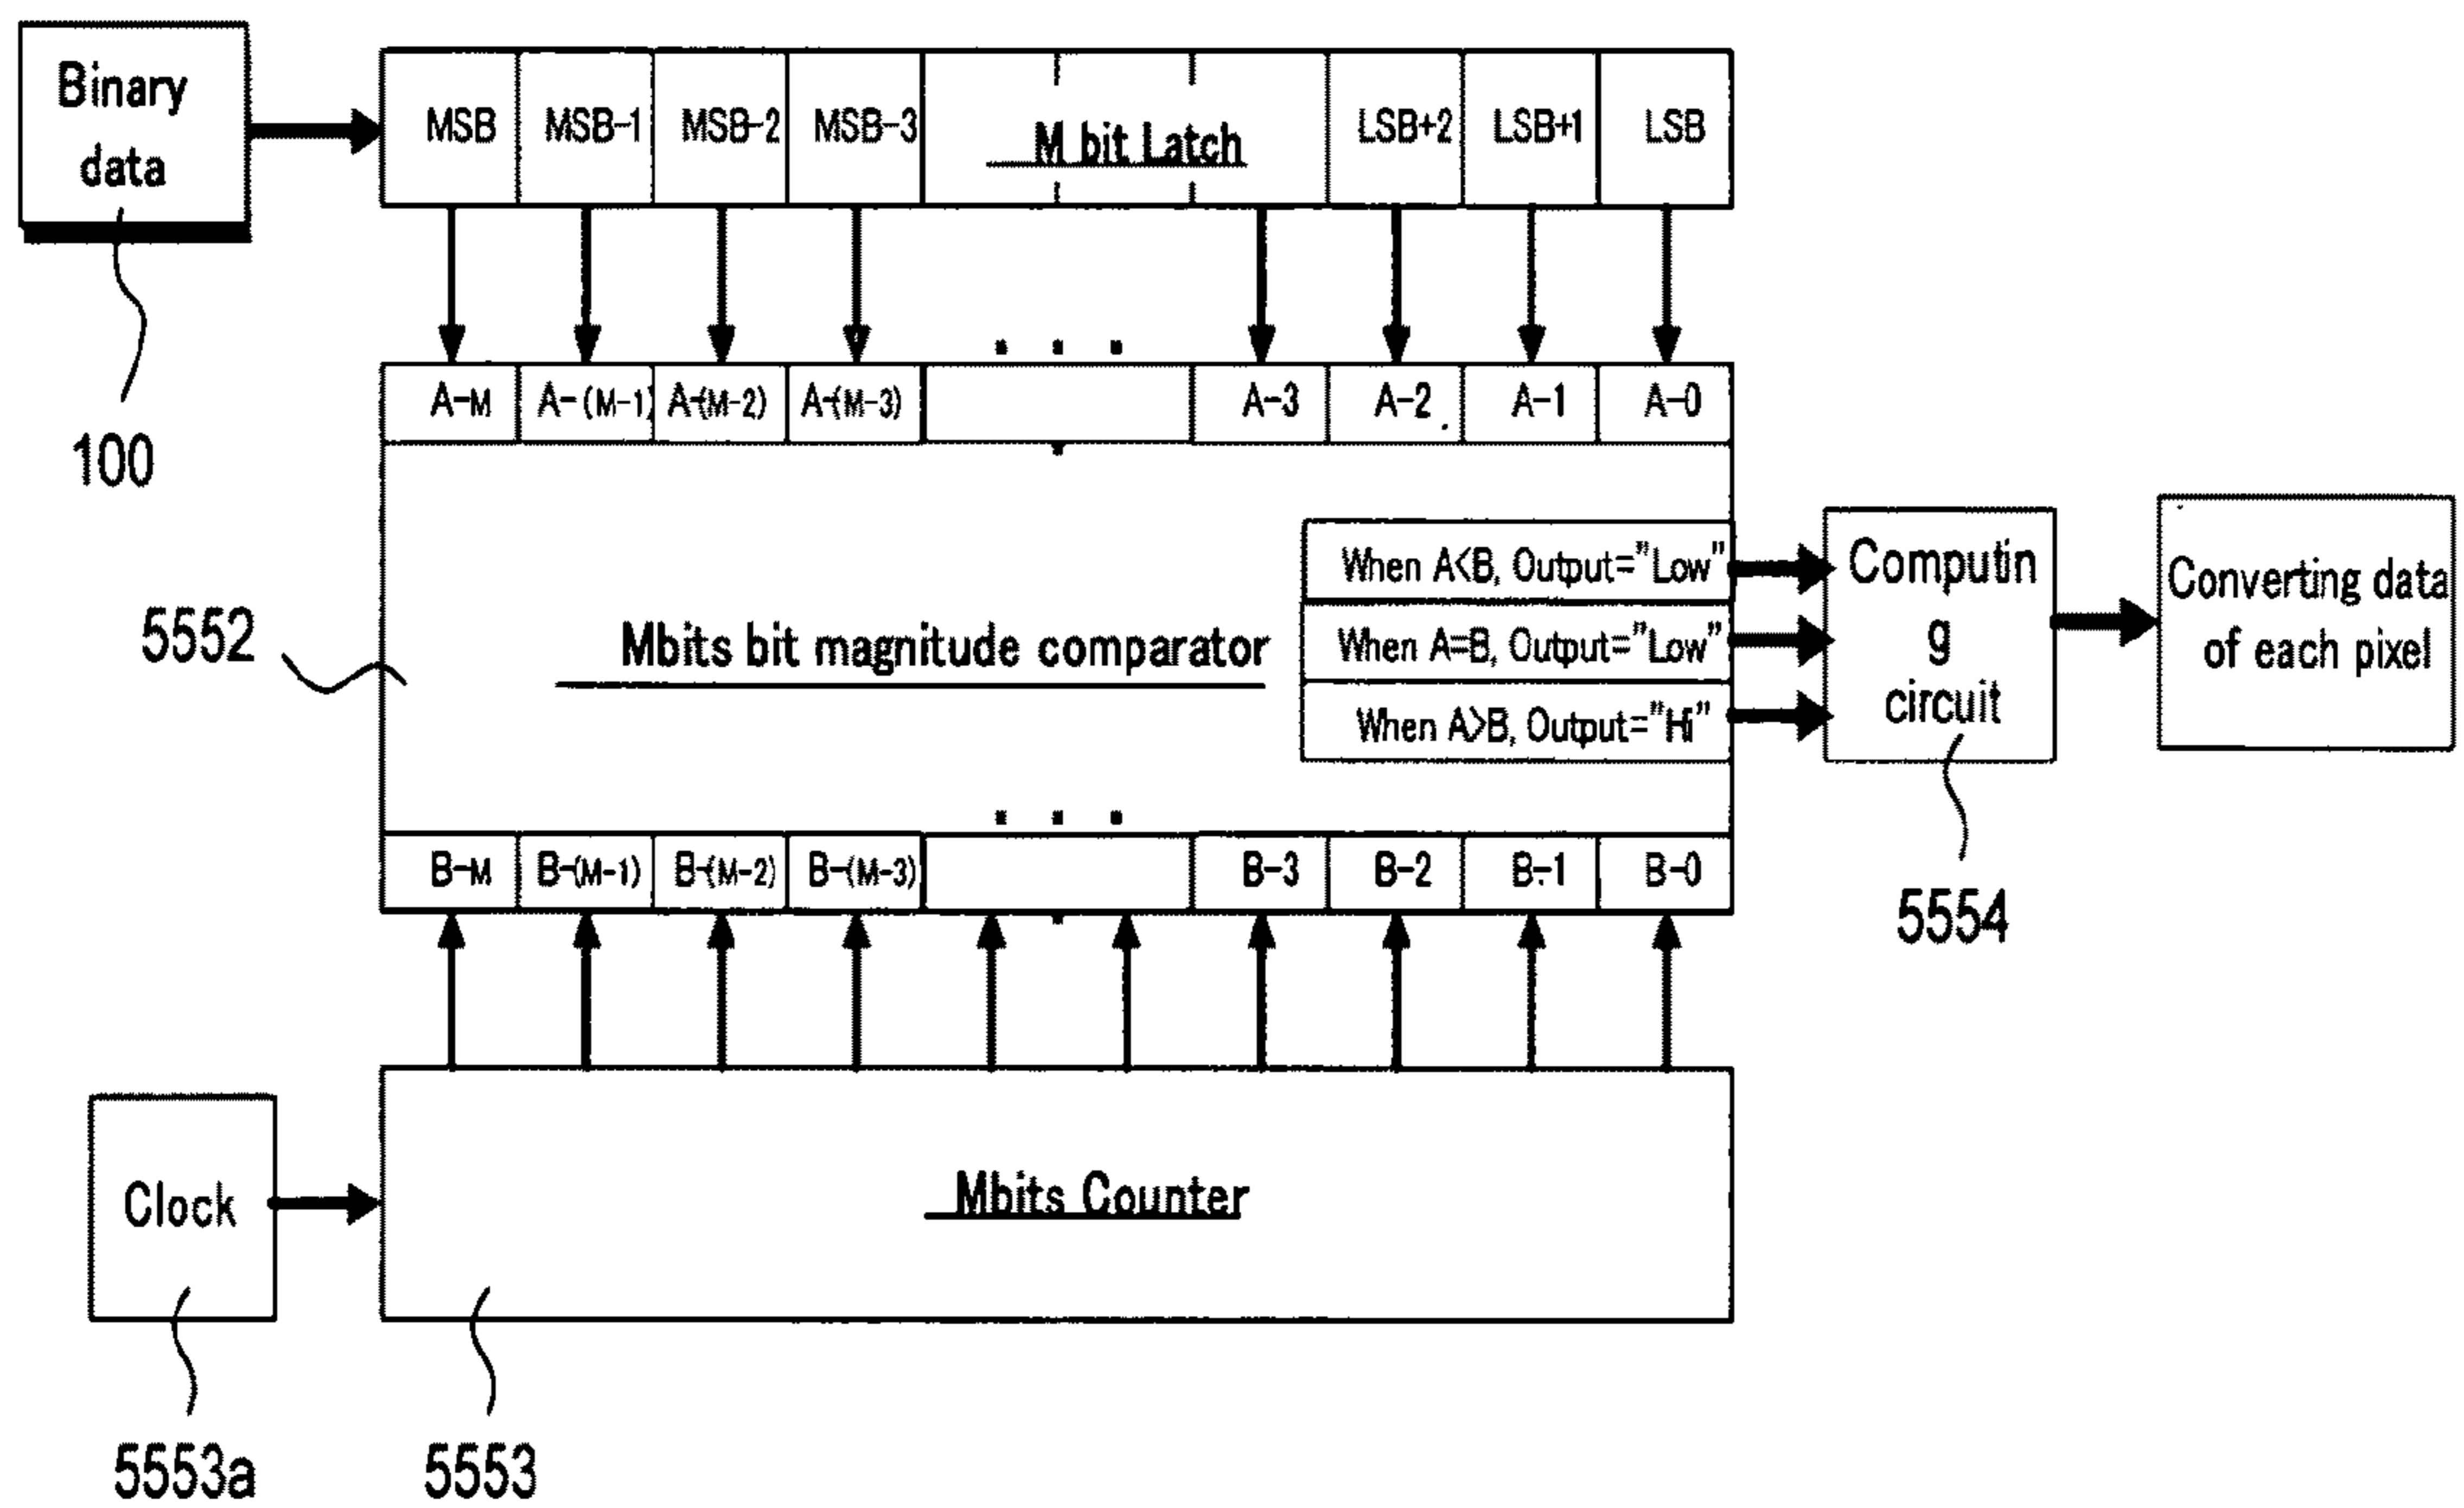 Binary
data
100
MSB
MSB-1
MSB-2
MSB-3
M bit Latch
LSB+2
LSB+1
LSB
A-M
A-(M-1)
A-(M-2)
A-(M-3)
. . .
A-3
A-2
A-1
A-0
5552
Mbits bit magnitude comparator
When A<B, Output="Low"
When A=B, Output="Low"
When A>B, Output="Hi"
Computin
g
circuit
5554
Converting data
of each pixel
. . .
B-M
B-(M-1)
B-(M-2)
B-(M-3)
B-3
B-2
B-1
B-0
Clock
5553a
Mbits Counter
5553